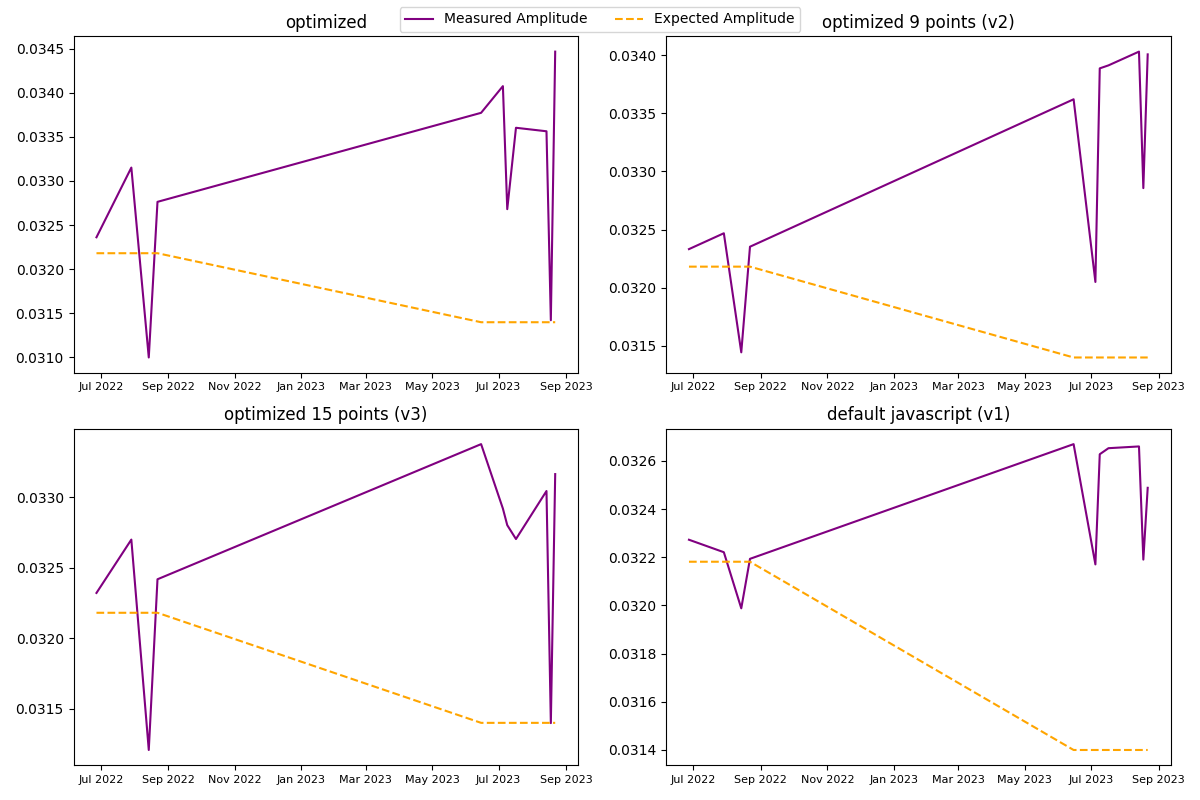 Measured Amplitude Expected Amplitude
optimized
0.0345
0.0340
0.0335
0.0330
0.0325
0.0320
0.0315
0.0310
Jul 2022 Sep 2022 Nov 2022 Jan 2023 Mar 2023 May 2023 Jul 2023 Sep 2023
optimized 9 points (v2)
0.0340
0.0335
0.0330
0.0325
0.0320
0.0315
Jul 2022 Sep 2022 Nov 2022 Jan 2023 Mar 2023 May 2023 Jul 2023 Sep 2023
optimized 15 points (v3)
0.0330
0.0325
0.0320
0.0315
Jul 2022 Sep 2022 Nov 2022 Jan 2023 Mar 2023 May 2023 Jul 2023 Sep 2023
default javascript (v1)
0.0326
0.0324
0.0322
0.0320
0.0318
0.0316
0.0314
Jul 2022 Sep 2022 Nov 2022 Jan 2023 Mar 2023 May 2023 Jul 2023 Sep 2023